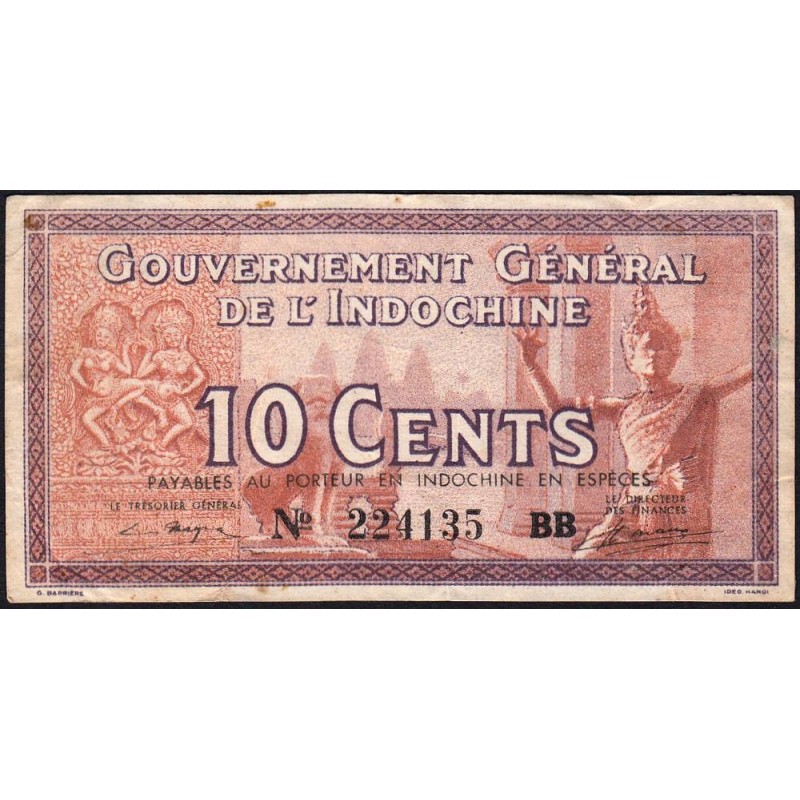 GOUVERNEMENT GÉNÉRAL
DE L'INDOCHINE
10 CENTS
PAYABLES AU PORTEUR EN INDOCHINE EN ESPÈCES
LE TRÉSORIER GÉNÉRAL
LE DIRECTEUR
DES FINANCES
No 224135 BB
G. BARRIÈRE
IDEO. HANOI